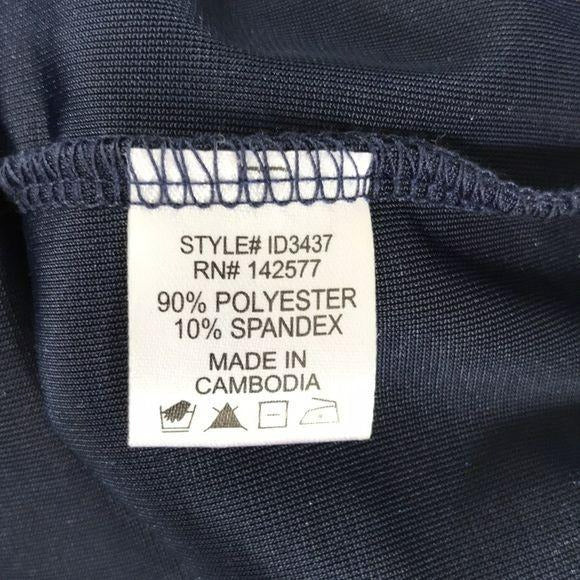 STYLE# ID3437
RN# 142577
90% POLYESTER
10% SPANDEX
MADE IN
CAMBODIA